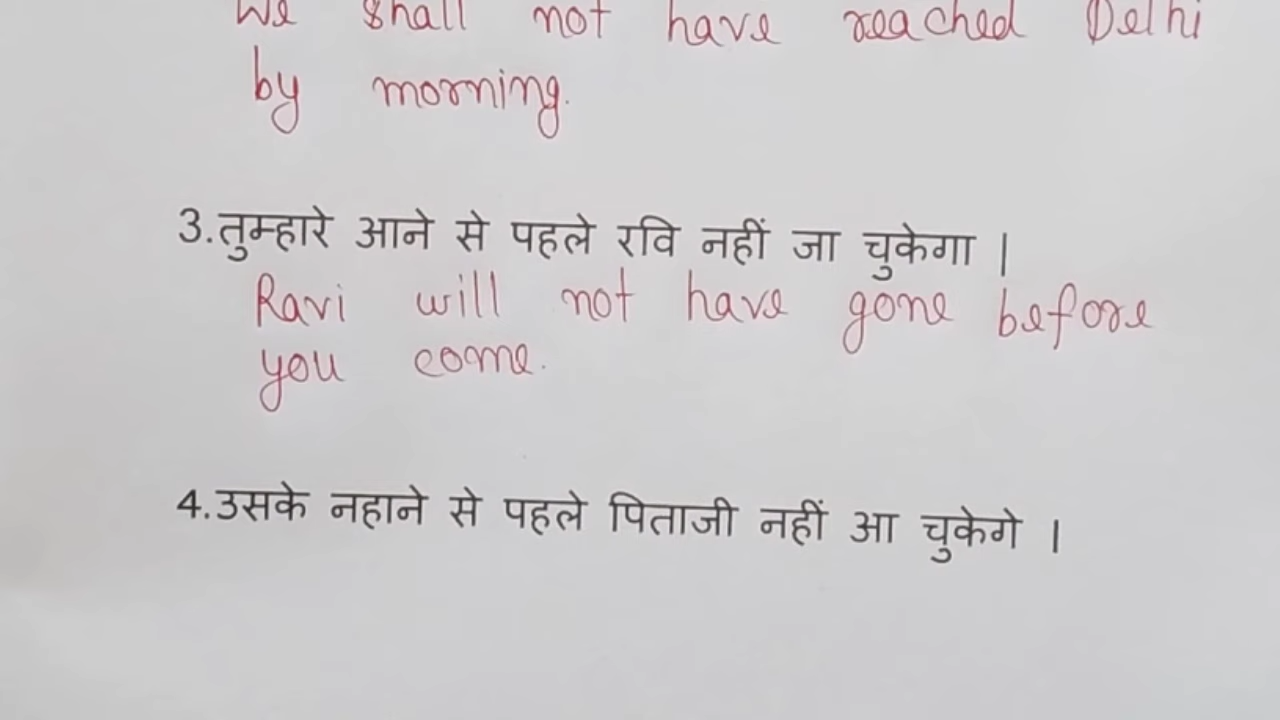 We shall not have reached Delhi
by morning.
3.तुम्हारे आने से पहले रवि नहीं जा चुकेगा |
Ravi will not have gone before
you come.
4.उसके नहाने से पहले पिताजी नहीं आ चुकेगे |